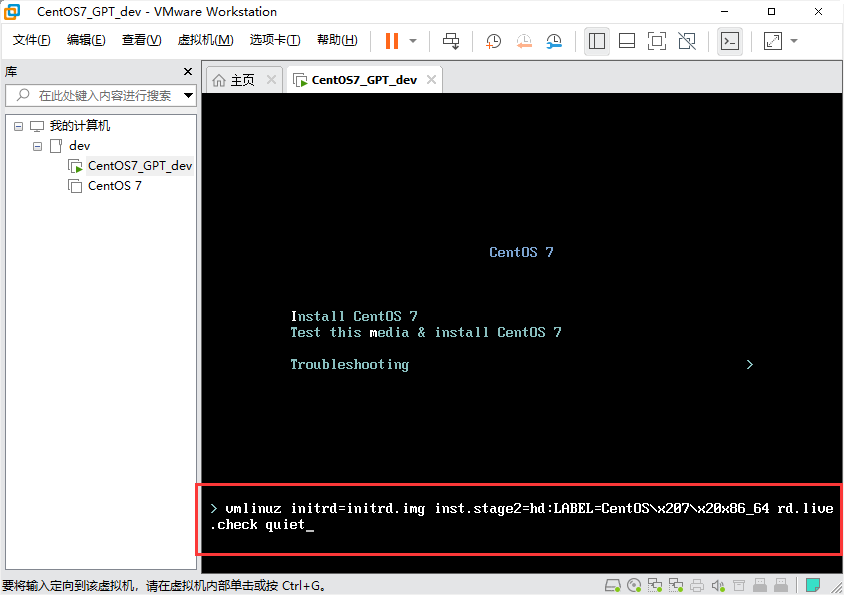 CentOS7_GPT_dev - VMware Workstation
文件(F) 编辑(E) 查看(V) 虚拟机(M) 选项卡(T) 帮助(H)
库
在此处键入内容进行搜索
我的计算机
dev
CentOS7_GPT_dev
CentOS 7
主页
CentOS7_GPT_dev
CentOS 7
Install CentOS 7
Test this media & install CentOS 7
Troubleshooting >
> vmlinuz initrd=initrd.img inst.stage2=hd:LABEL=CentOS\x207\x20x86_64 rd.live
.check quiet_
要将输入定向到该虚拟机，请在虚拟机内部单击或按 Ctrl+G。